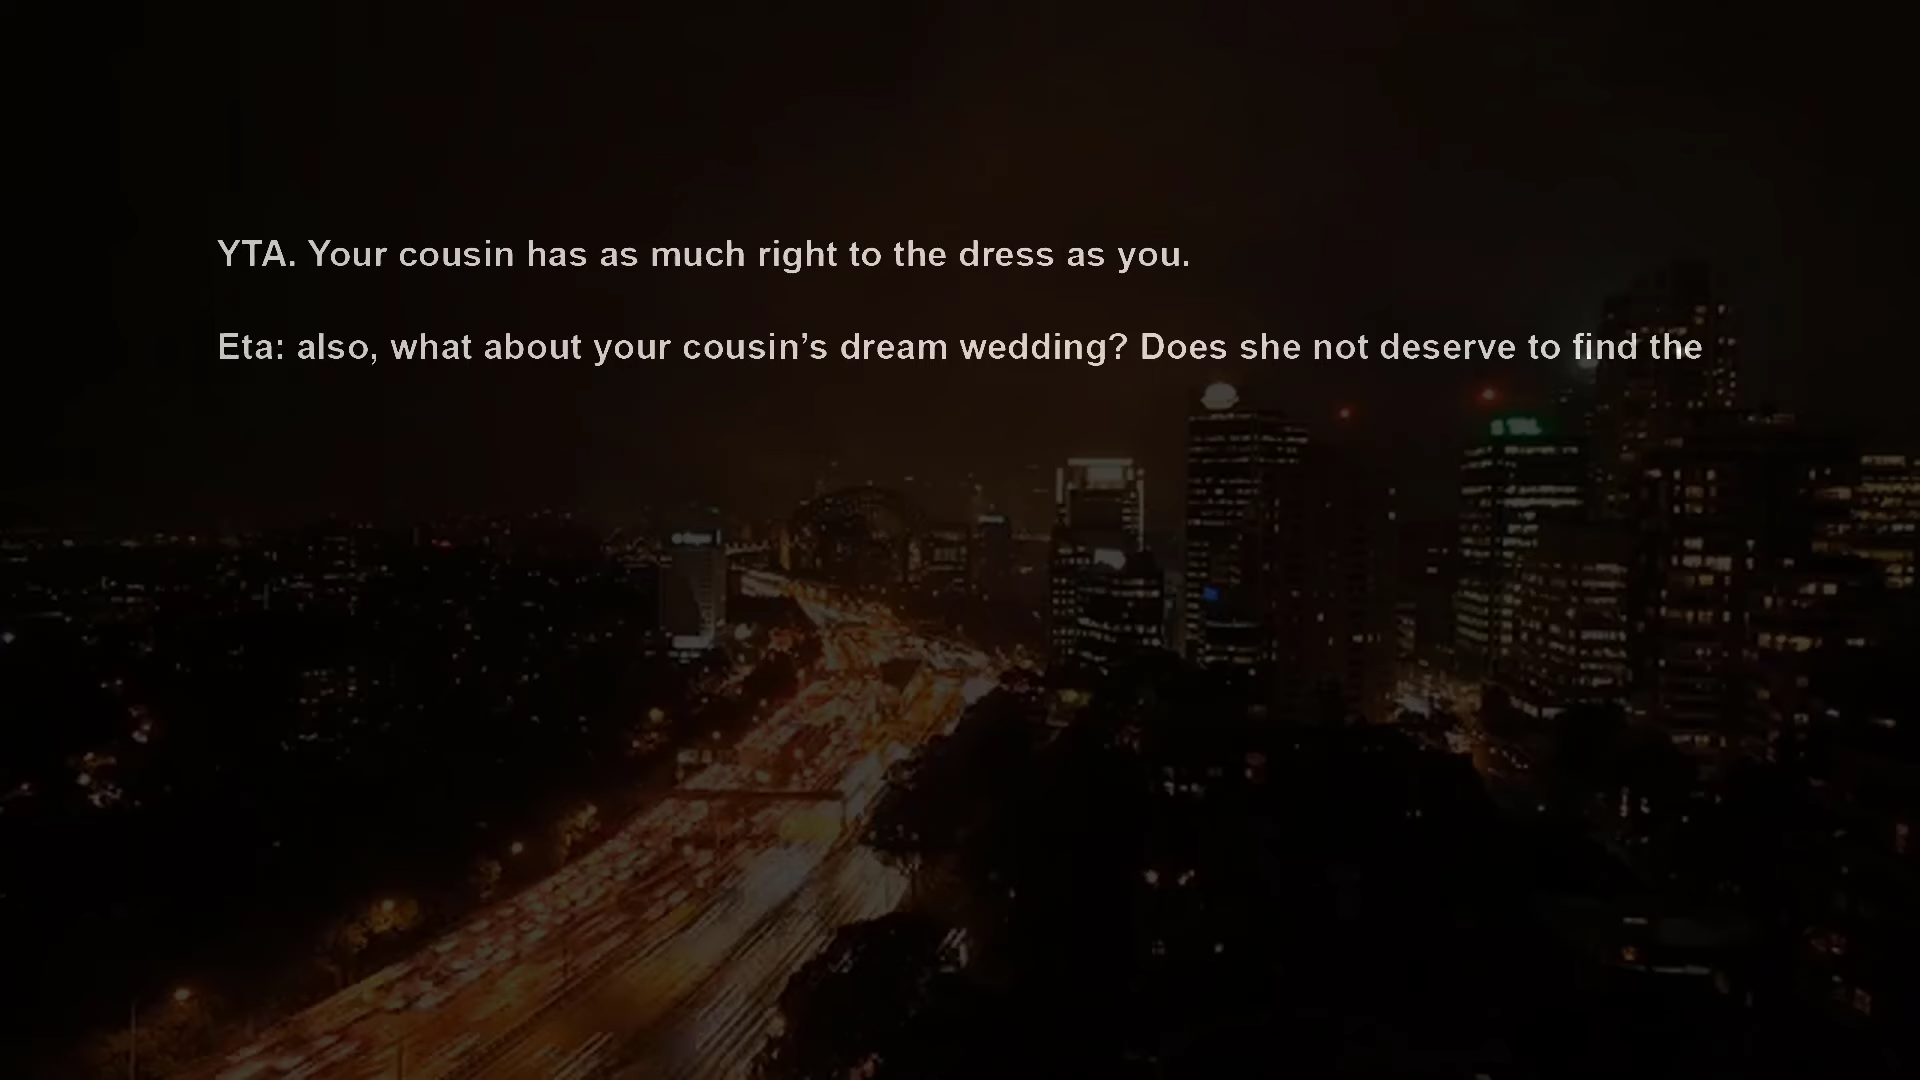 YTA. Your cousin has as much right to the dress as you.
Eta: also, what about your cousin’s dream wedding? Does she not deserve to find the